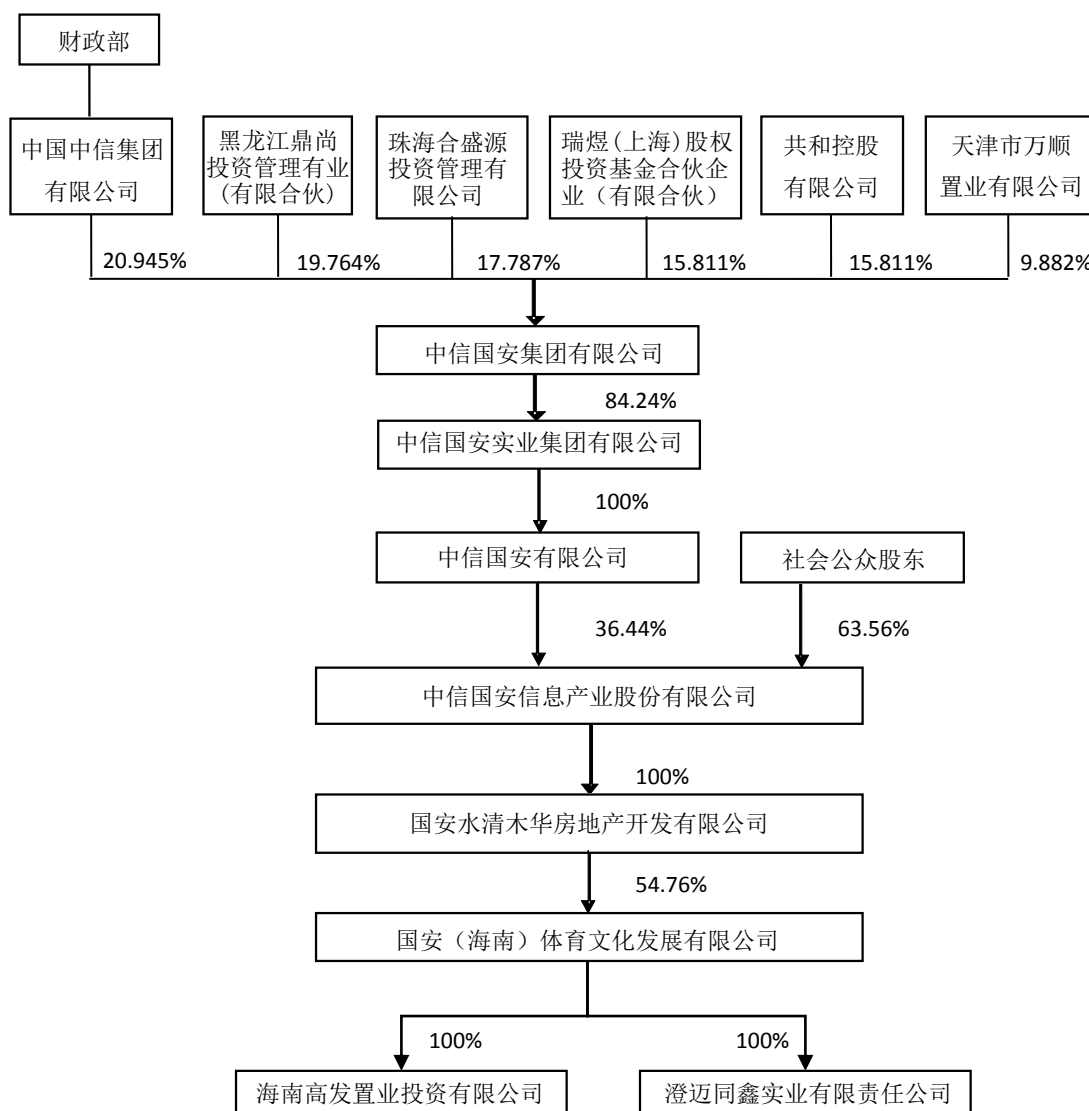 财政部
中国中信集团
有限公司
黑龙江鼎尚
投资管理有业
(有限合伙)
珠海合盛源
投资管理有
限公司
瑞煜(上海)股权
投资基金合伙企
业（有限合伙）
共和控股
有限公司
天津市万顺
置业有限公司
20.945%
19.764%
17.787%
15.811%
15.811%
9.882%
中信国安集团有限公司
84.24%
中信国安实业集团有限公司
100%
中信国安有限公司
社会公众股东
36.44%
63.56%
中信国安信息产业股份有限公司
100%
国安水清木华房地产开发有限公司
54.76%
国安（海南）体育文化发展有限公司
100%
100%
海南高发置业投资有限公司
澄迈同鑫实业有限责任公司